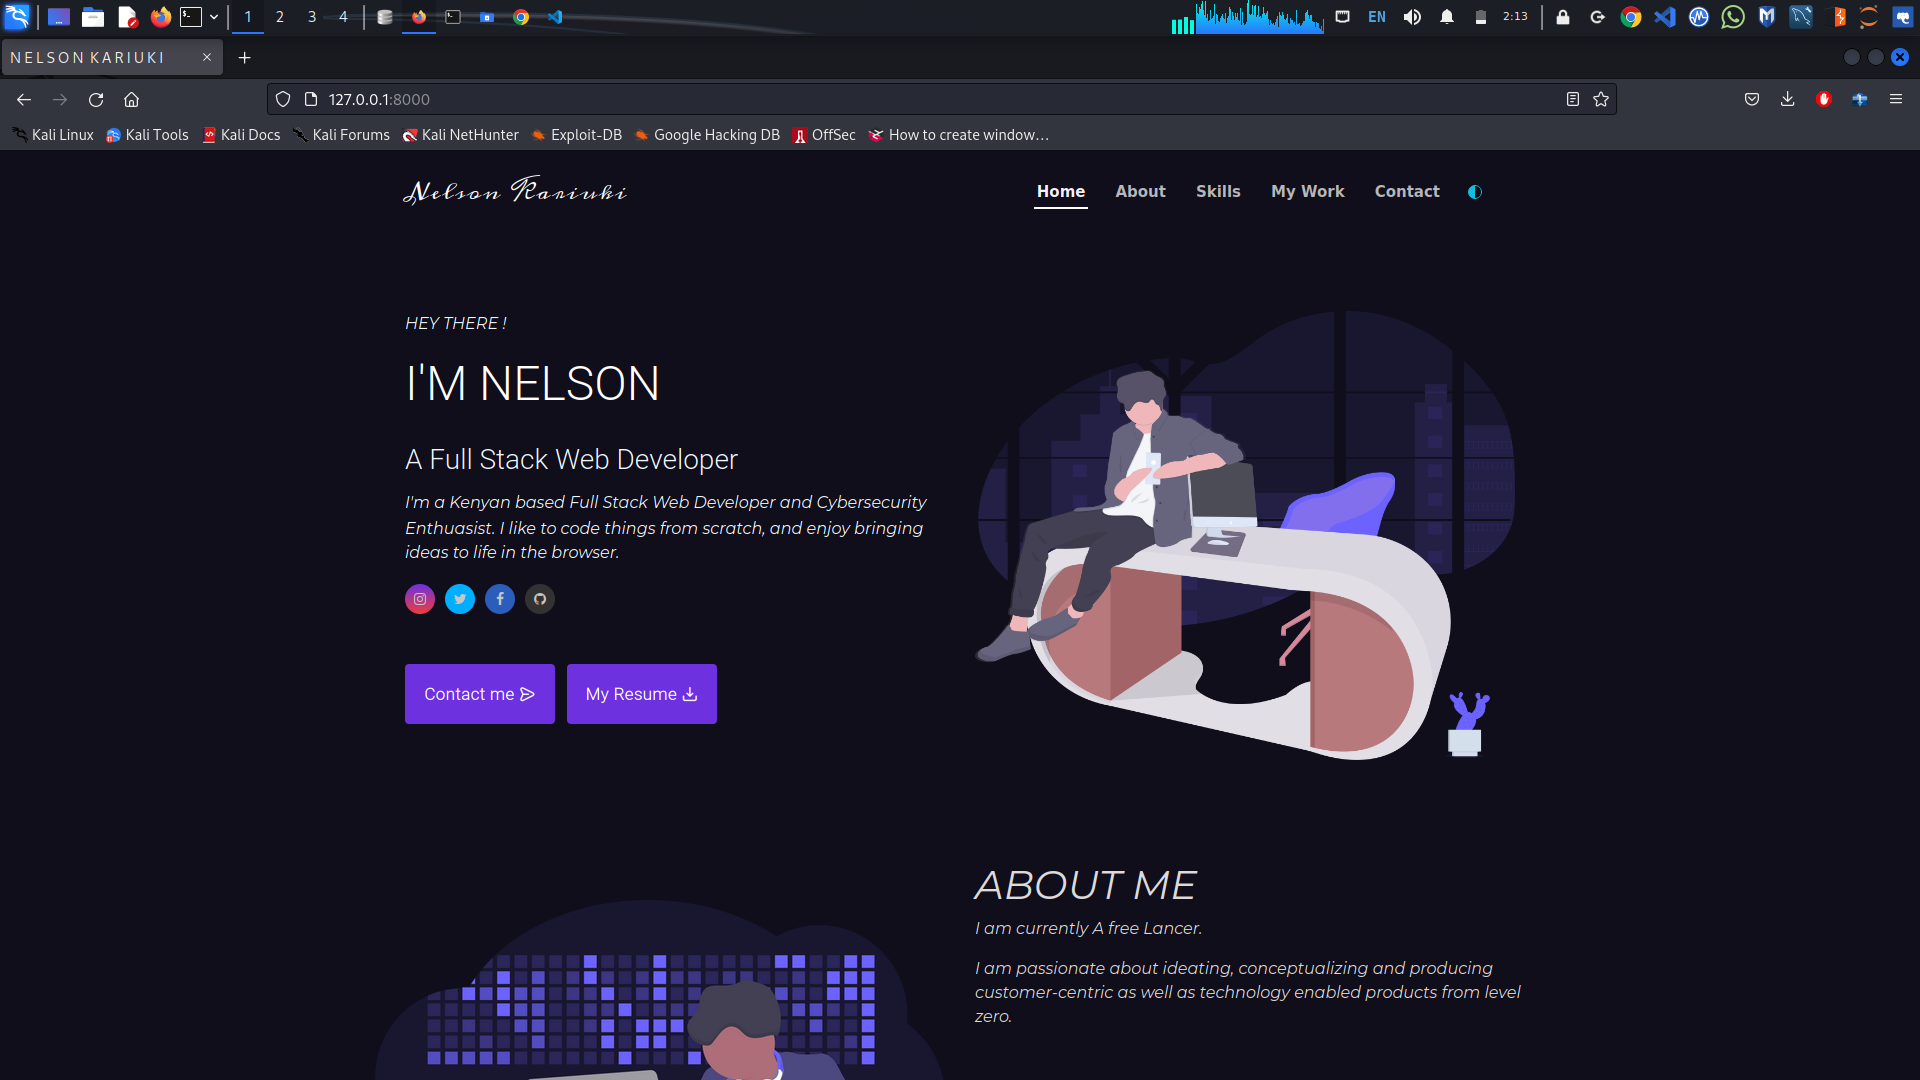 1 2 3 4
EN
2:13
N E L S O N K A R I U K I
127.0.0.1:8000
Kali Linux
Kali Tools
Kali Docs
Kali Forums
Kali NetHunter
Exploit-DB
Google Hacking DB
OffSec
How to create window…
Nelson Kariuki
Home
About
Skills
My Work
Contact
HEY THERE !
I'M NELSON
A Full Stack Web Developer
I'm a Kenyan based Full Stack Web Developer and Cybersecurity
Enthuasist. I like to code things from scratch, and enjoy bringing
ideas to life in the browser.
Contact me
My Resume
ABOUT ME
I am currently A free Lancer.
I am passionate about ideating, conceptualizing and producing
customer-centric as well as technology enabled products from level
zero.